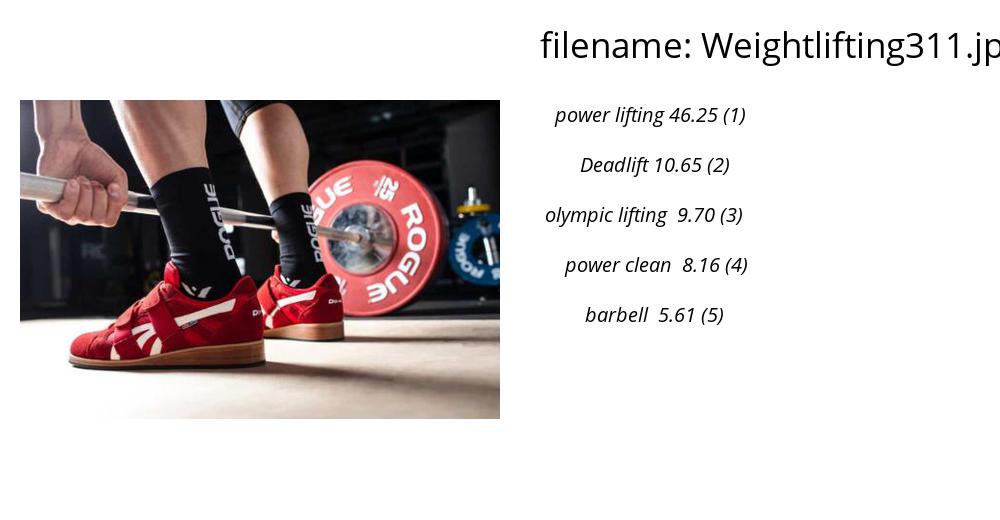 filename: Weightlifting311.jp
power lifting 46.25 (1)
Deadlift 10.65 (2)
olympic lifting 9.70 (3)
power clean 8.16 (4)
barbell 5.61 (5)
ROGUE
ROGUE
25
ROGUE